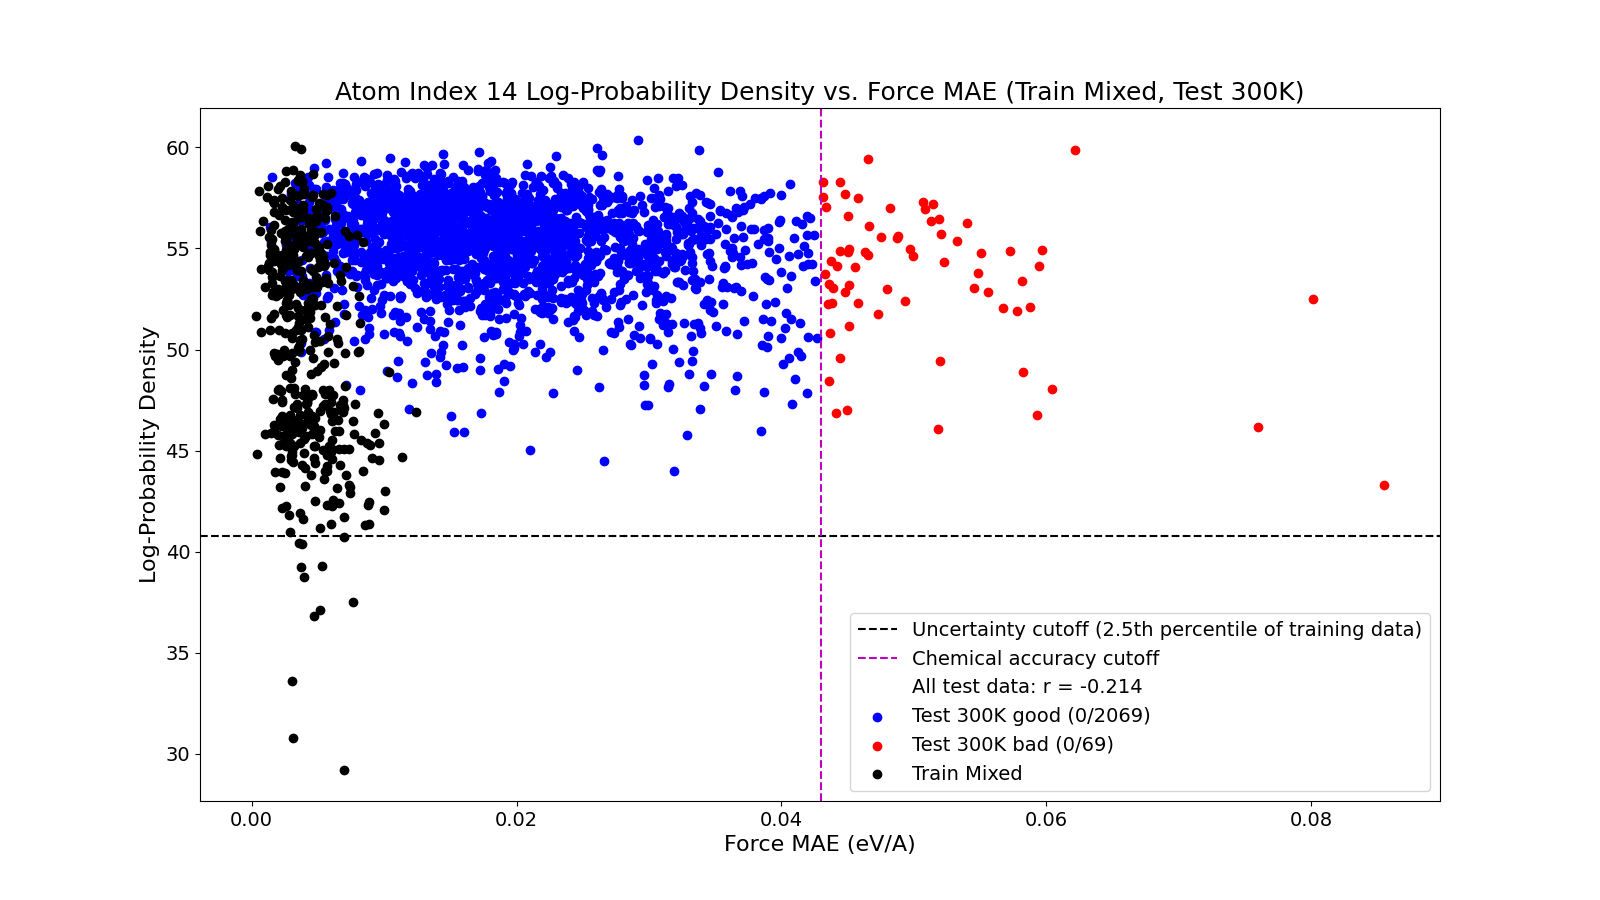 Atom Index 14 Log-Probability Density vs. Force MAE (Train Mixed, Test 300K)
Log-Probability Density
60
55
50
45
40
35
30
Uncertainty cutoff (2.5th percentile of training data)
Chemical accuracy cutoff
All test data: r = -0.214
Test 300K good (0/2069)
Test 300K bad (0/69)
Train Mixed
0.00 0.02 0.04 0.06 0.08
Force MAE (eV/A)